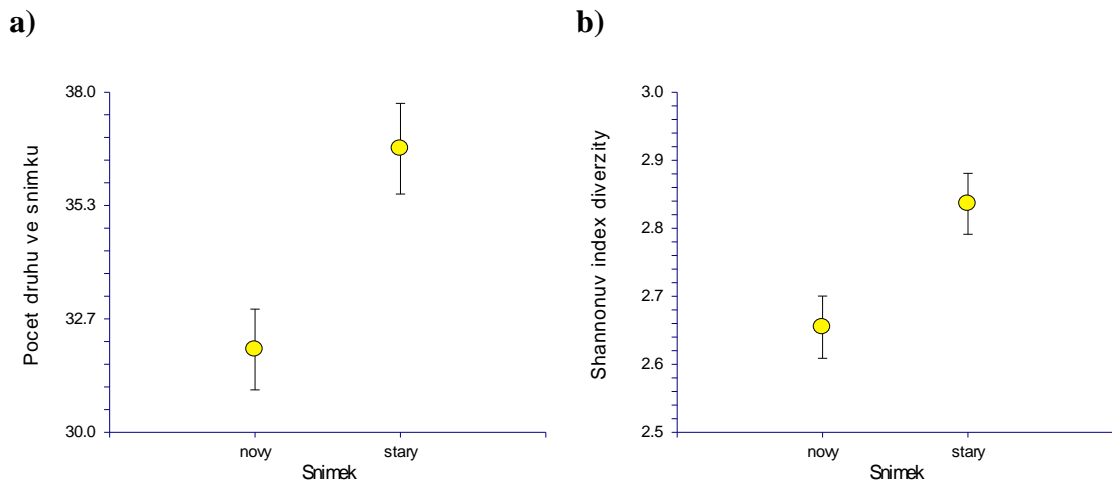 a)
38.0
35.3
32.7
30.0
Pocet druhu ve snimku
novy stary
Snimek
b)
3.0
2.9
2.8
2.7
2.6
2.5
Shannonuv index diverzity
novy stary
Snimek